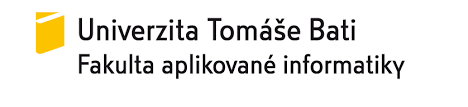 Univerzita Tomáše Bati
Fakulta aplikované informatiky